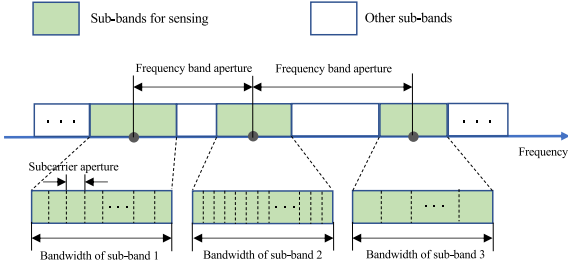 Sub-bands for sensing
Other sub-bands
Frequency band aperture
Frequency band aperture
. . .
. . .
Frequency
Subcarrier aperture
. . .
. . .
. . .
Bandwidth of sub-band 1
Bandwidth of sub-band 2
Bandwidth of sub-band 3